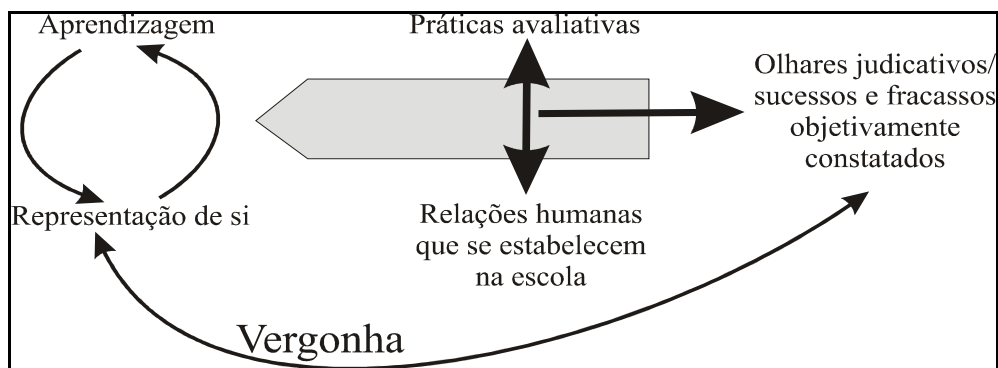 Aprendizagem
Práticas avaliativas
Olhares judicativos/
sucessos e fracassos
objetivamente
constatados
Representação de si
Relações humanas
que se estabelecem
na escola
Vergonha